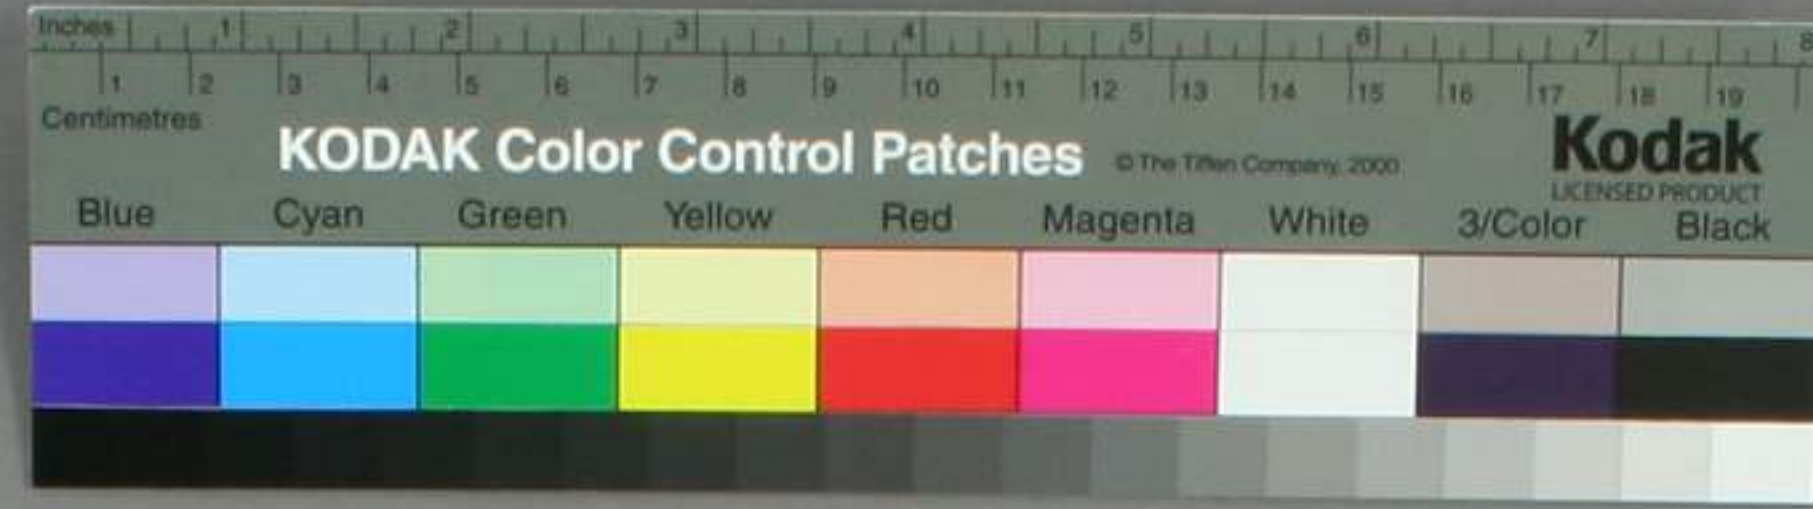 Inches 1 2 3 4 5 6 7 8
1 2 3 4 5 6 7 8 9 10 11 12 13 14 15 16 17 18 19
Centimetres
KODAK Color Control Patches © The Tiffen Company, 2000 Kodak
LICENSED PRODUCT
Blue Cyan Green Yellow Red Magenta White 3/Color Black